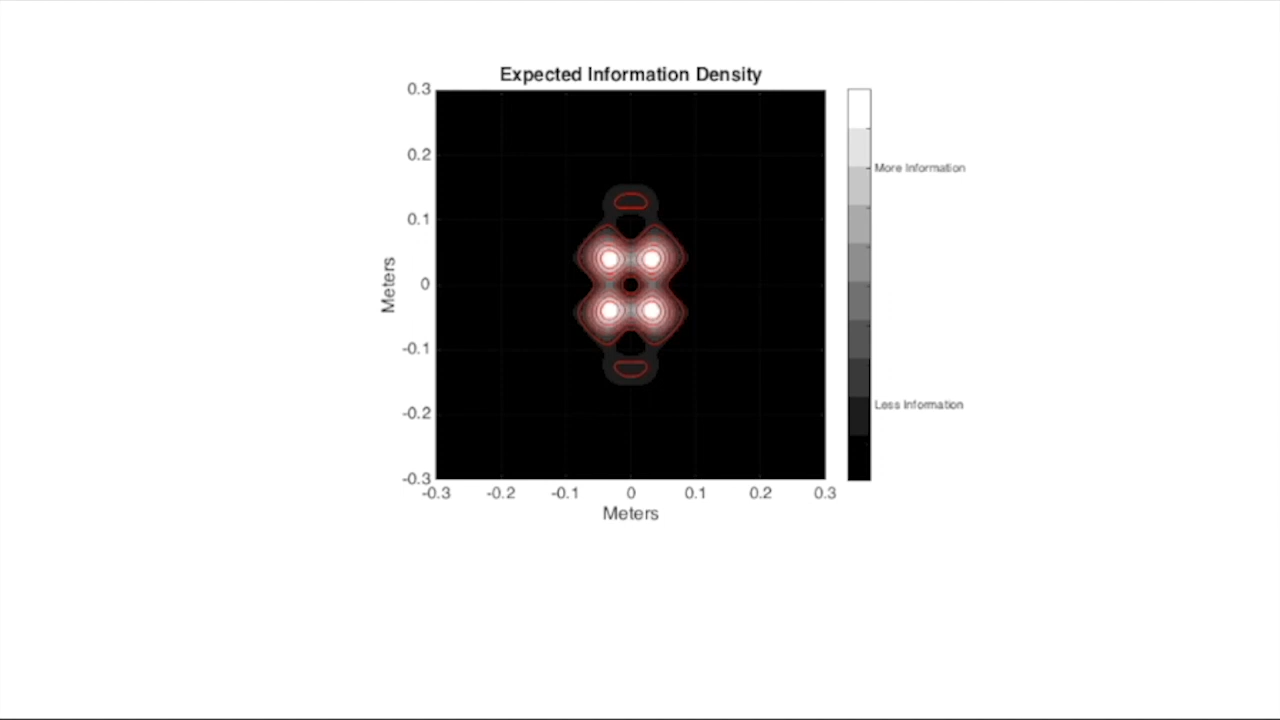 Expected Information Density
0.3
0.2
0.1
0
-0.1
-0.2
-0.3
Meters
-0.3 -0.2 -0.1 0 0.1 0.2 0.3
Meters
More Information
Less Information